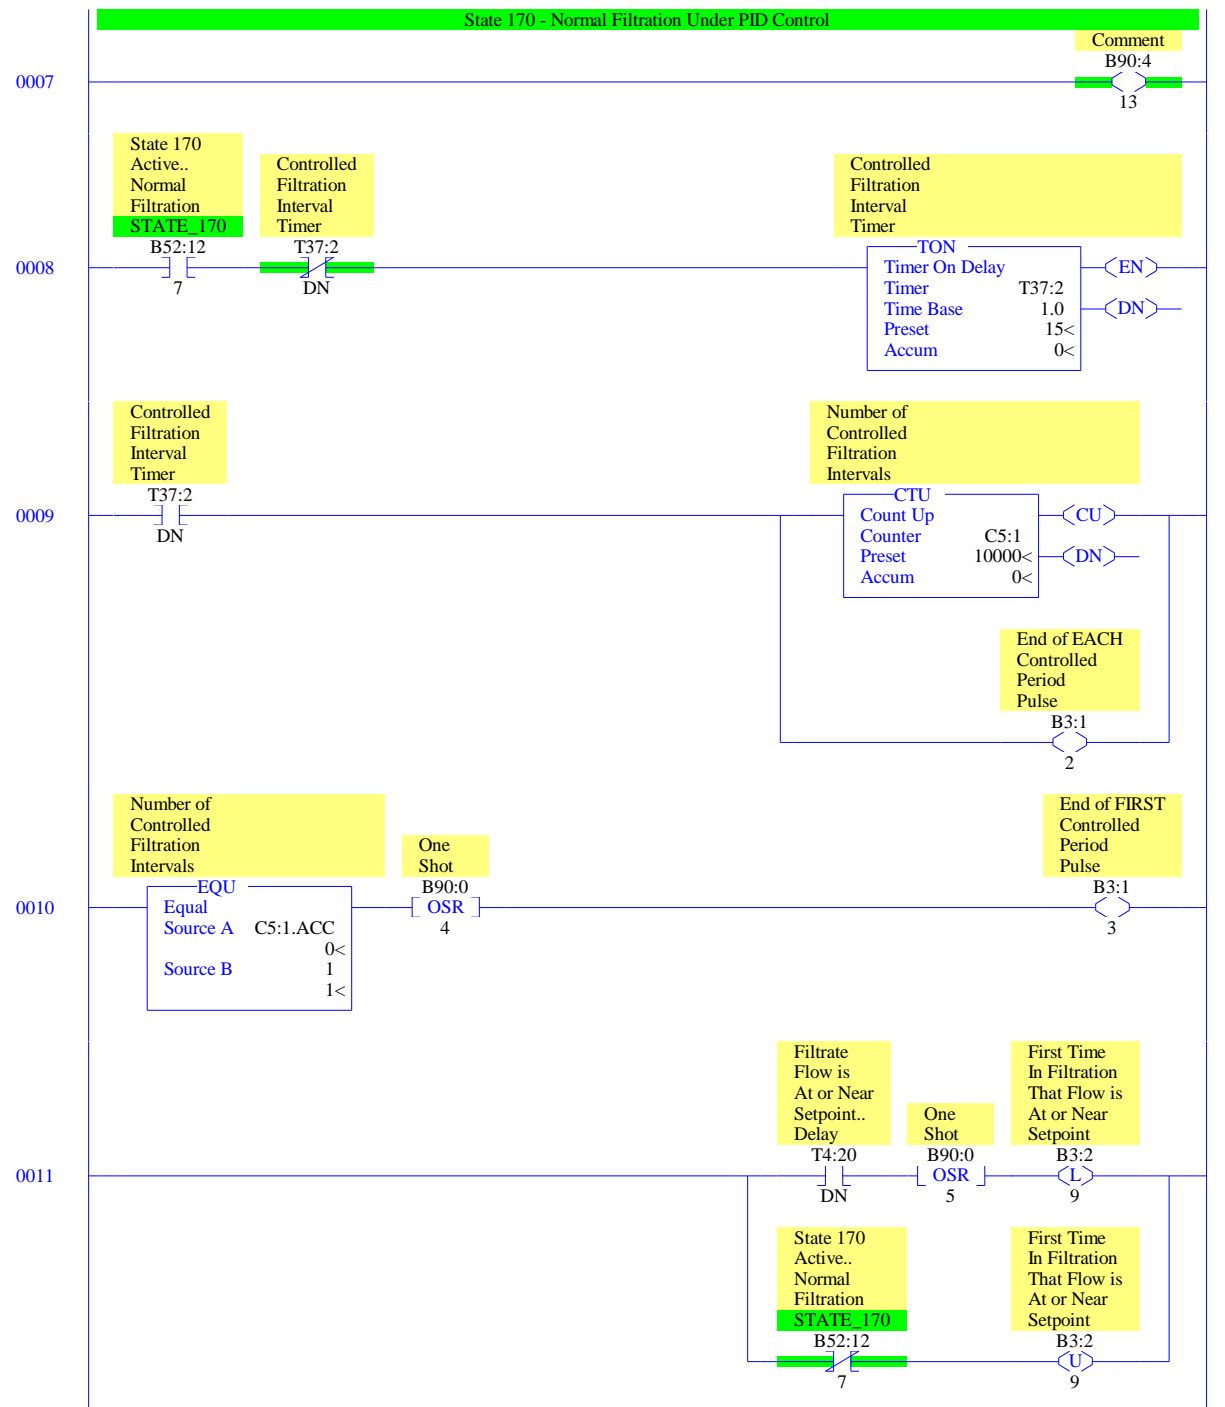 State 170 - Normal Filtration Under PID Control
Comment
B90:4
0007
13
State 170
Active..
Normal
Filtration
STATE_170
B52:12
7
Controlled
Filtration
Interval
Timer
T37:2
DN
Controlled
Filtration
Interval
Timer
0008
TON
Timer On Delay
Timer T37:2
Time Base 1.0
Preset 15<
Accum 0<
EN
DN
Controlled
Filtration
Interval
Timer
T37:2
DN
0009
Number of
Controlled
Filtration
Intervals
CTU
Count Up
Counter C5:1
Preset 10000<
Accum 0<
CU
DN
End of EACH
Controlled
Period
Pulse
B3:1
2
Number of
Controlled
Filtration
Intervals
0010
EQU
Equal
Source A C5:1.ACC
0<
Source B 1
1<
One
Shot
B90:0
OSR
4
End of FIRST
Controlled
Period
Pulse
B3:1
3
0011
Filtrate
Flow is
At or Near
Setpoint..
Delay
T4:20
DN
One
Shot
B90:0
OSR
5
First Time
In Filtration
That Flow is
At or Near
Setpoint
B3:2
L
9
State 170
Active..
Normal
Filtration
STATE_170
B52:12
7
First Time
In Filtration
That Flow is
At or Near
Setpoint
B3:2
U
9